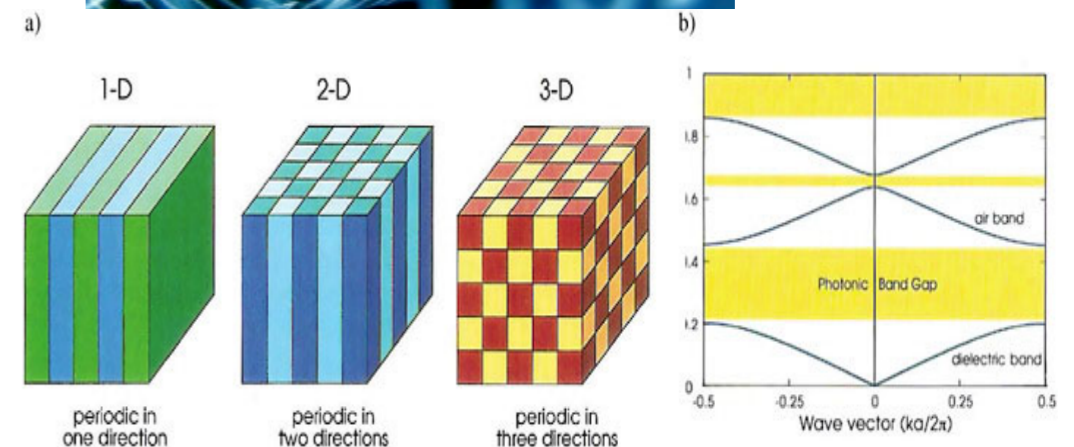 a)
b)
1-D
2-D
3-D
periodic in
one direction
periodic in
two directions
periodic in
three directions
1
.8
.6
.4
.2
0
air band
Photonic Band Gap
dielectric band
-0.5
-0.25
0
0.25
0.5
Wave vector (ka/2π)